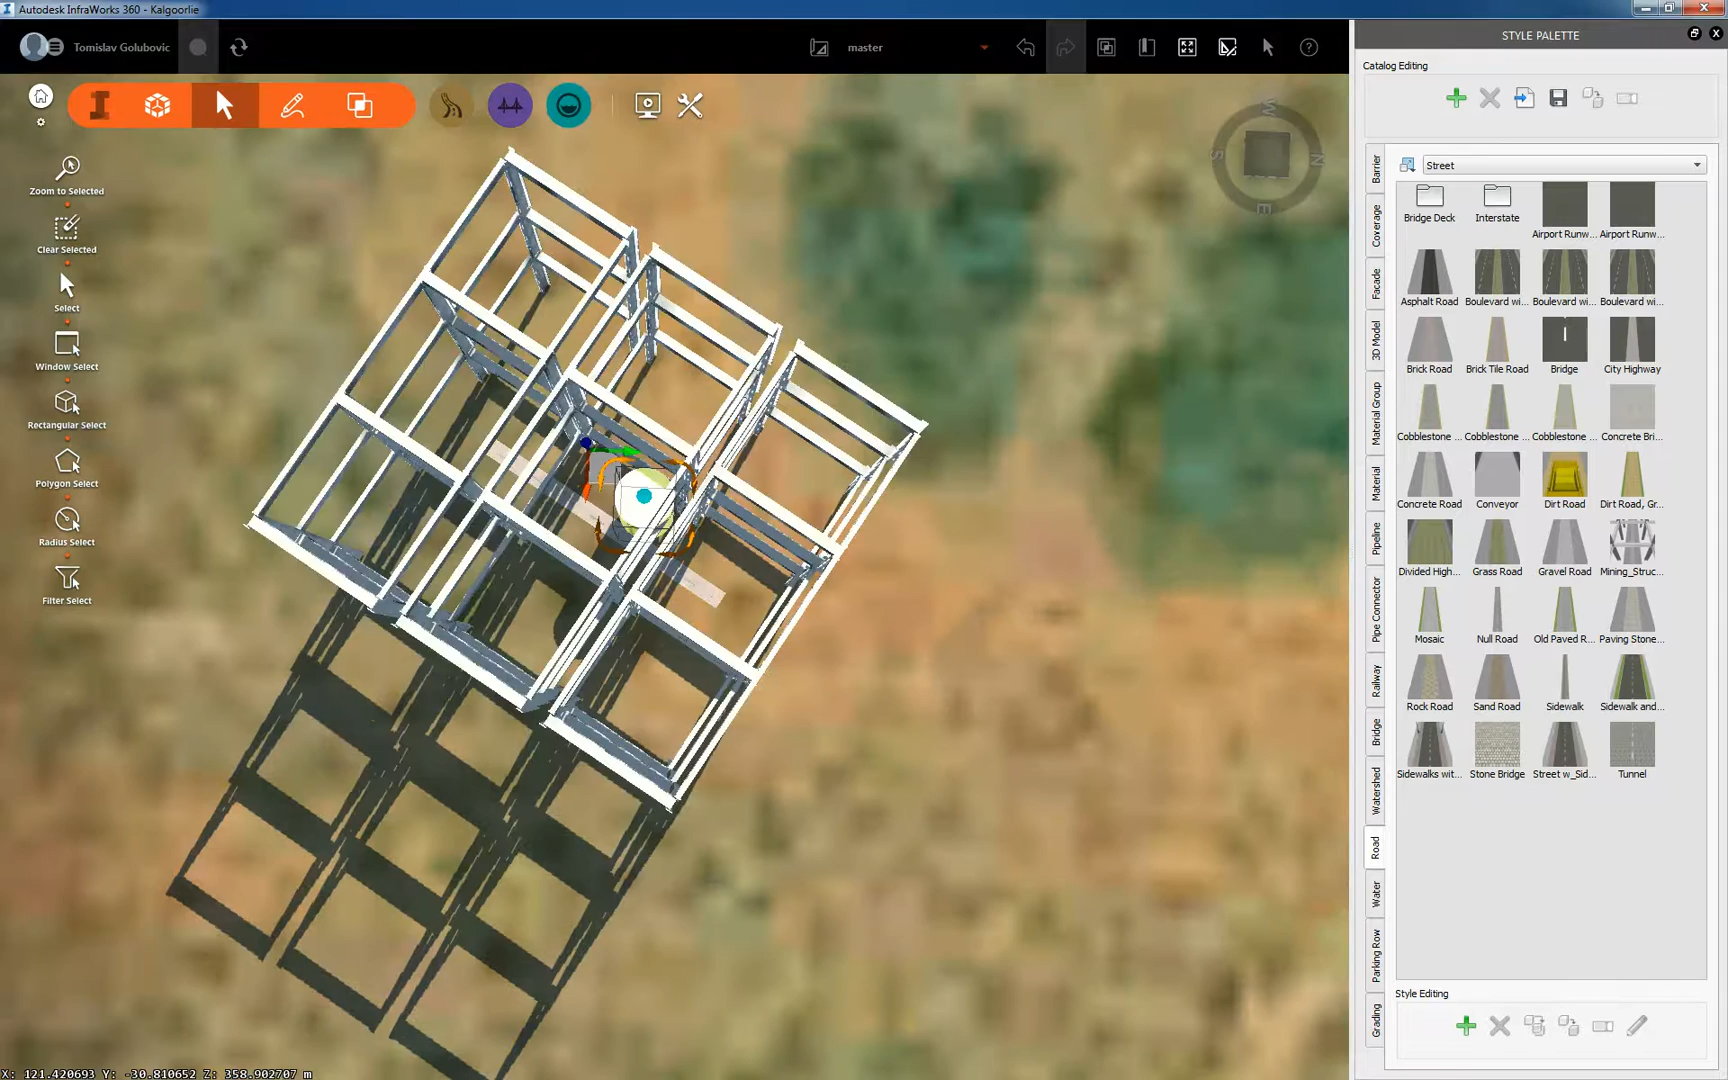 Autodesk InfraWorks 360 - Kalgoorlie
Tomislav Golubovic
master
STYLE PALETTE
Catalog Editing
Zoom to Selected
Clear Selected
Select
Window Select
Rectangular Select
Polygon Select
Radius Select
Filter Select
W
S
N
E
Barrier
Coverage
Facade
3D Model
Material Group
Material
Pipeline
Pipe Connector
Railway
Bridge
Watershed
Road
Water
Parking Row
Grading
Street
Bridge Deck
Interstate
Airport Runw...
Airport Runw...
Asphalt Road
Boulevard wi...
Boulevard wi...
Boulevard wi...
Brick Road
Brick Tile Road
Bridge
City Highway
Cobblestone ...
Cobblestone ...
Cobblestone ...
Concrete Bri...
Concrete Road
Conveyor
Dirt Road
Dirt Road, Gr...
Divided High...
Grass Road
Gravel Road
Mining_Struc...
Mosaic
Null Road
Old Paved R...
Paving Stone...
Rock Road
Sand Road
Sidewalk
Sidewalk and...
Sidewalks wit...
Stone Bridge
Street w_Sid...
Tunnel
Style Editing
X: 121.420693 Y: -30.810652 Z: 358.902707 m